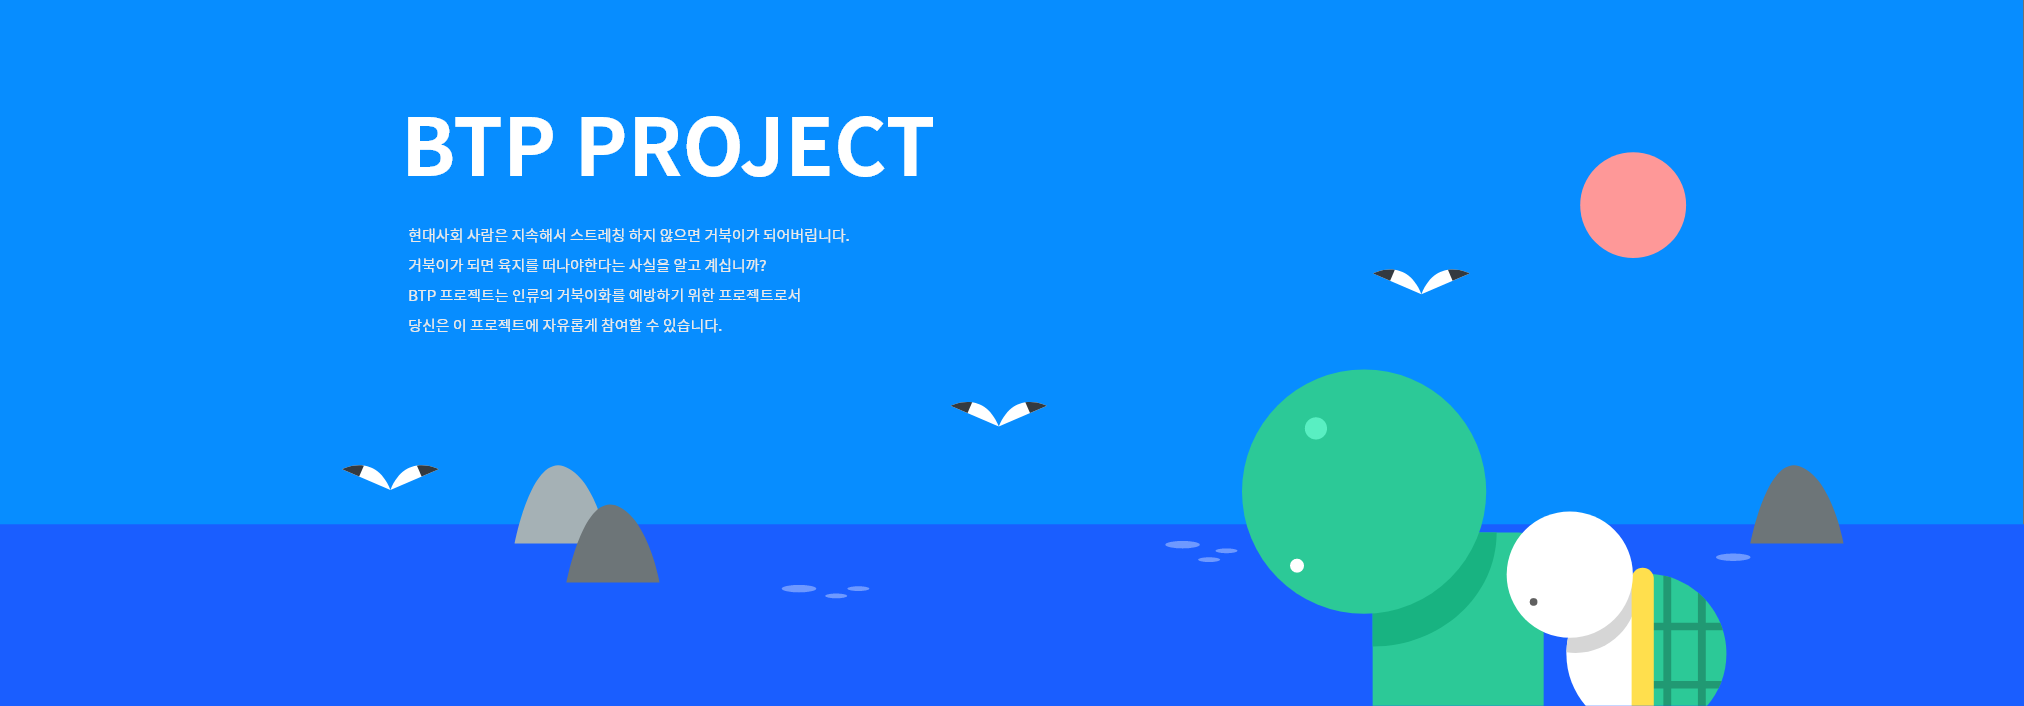 BTP PROJECT
현대사회 사람은 지속해서 스트레칭 하지 않으면 거북이가 되어버립니다.
거북이가 되면 육지를 떠나야한다는 사실을 알고 계십니까?
BTP 프로젝트는 인류의 거북이화를 예방하기 위한 프로젝트로서
당신은 이 프로젝트에 자유롭게 참여할 수 있습니다.